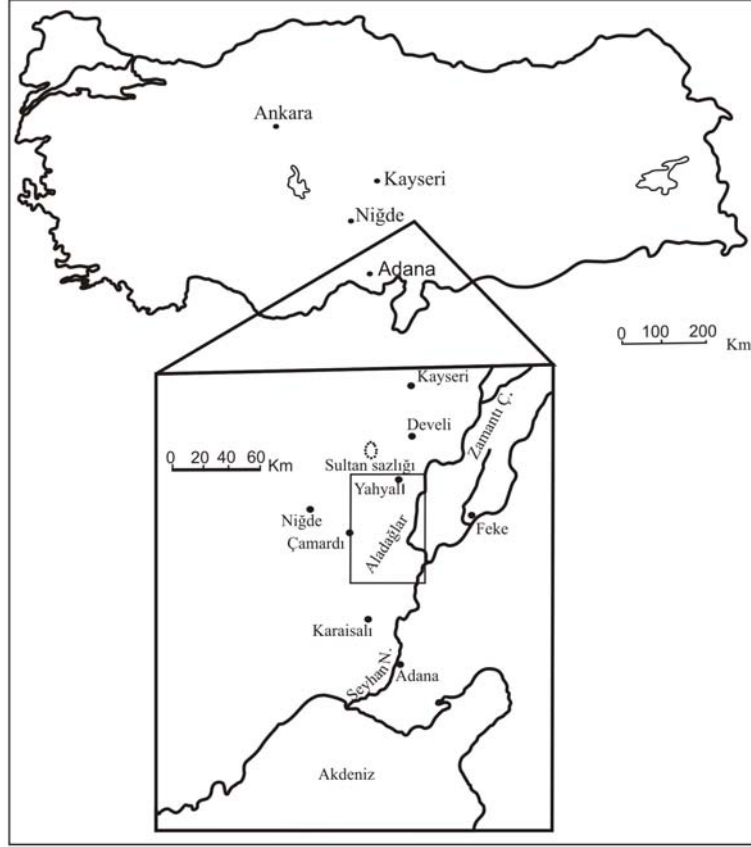 Ankara
Kayseri
Niğde
Adana
0 100 200 Km
Kayseri
Develi
Zamantı Ç.
0 20 40 60 Km
Sultan sazlığı
Yahyalı
Niğde
Çamardı
Aladağlar
Feke
Karaisalı
Seyhan N.
Adana
Akdeniz